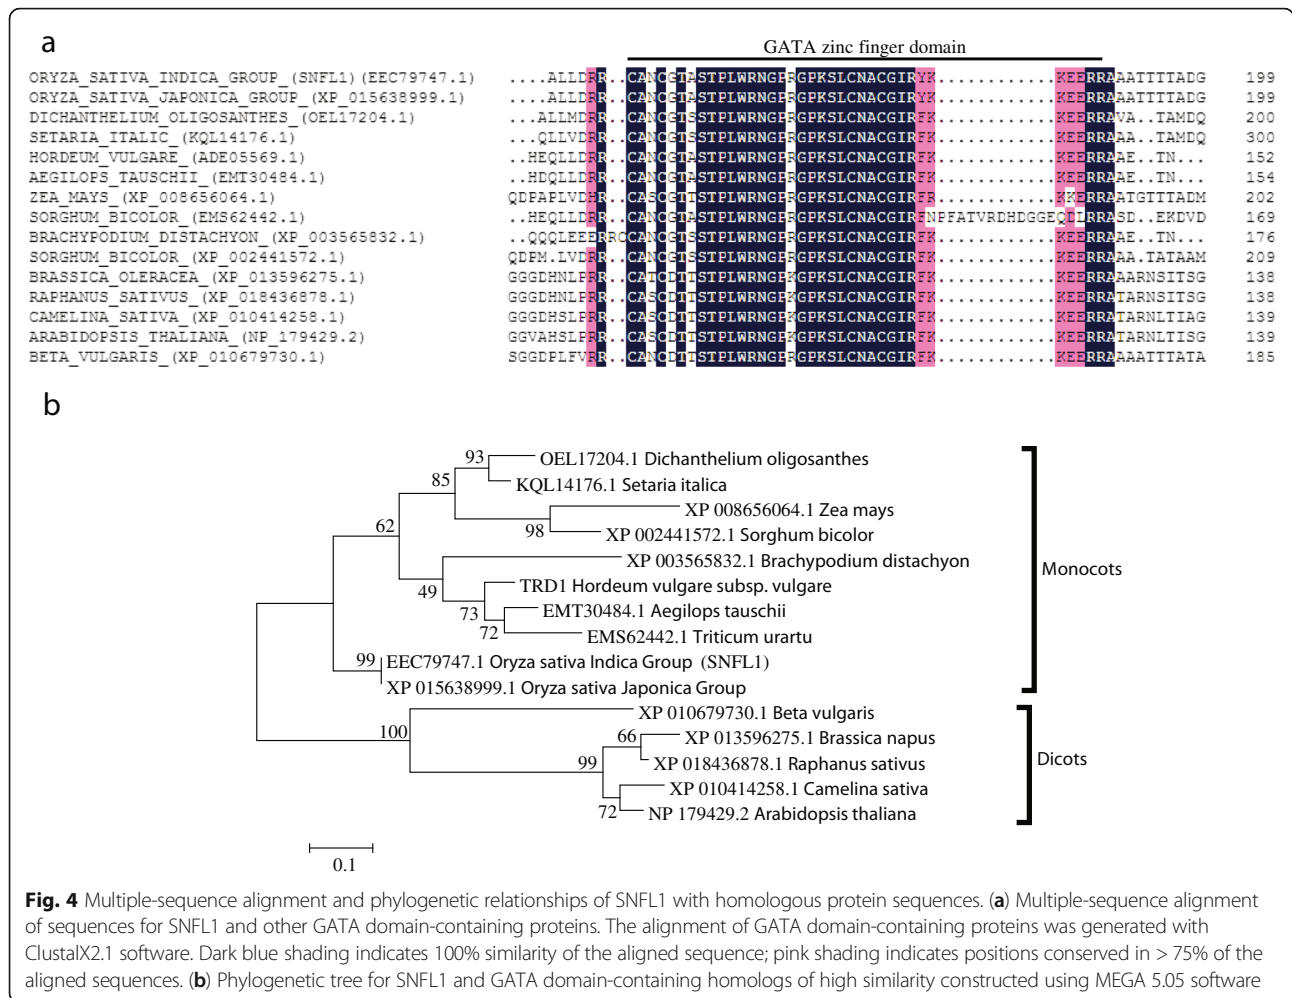 a
GATA zinc finger domain
ORYZA_SATIVA_INDICA_GROUP_(SNFL1)(EEC79747.1) ....ALLDRR..CANCGTASTPLWRNGPRGPKSLCNACGIRYK............KEERRAAATTTTADG 199
ORYZA_SATIVA_JAPONICA_GROUP_(XP_015638999.1) ....ALLDRR..CANCGTASTPLWRNGPRGPKSLCNACGIRYK............KEERRAAATTTTADG 199
DICHANTHELIUM_OLIGOSANTHES_(OEL17204.1) ...ALLMDRR..CANCGTSSTPLWRNGPRGPKSLCNACGIRFK............KEERRAVA..TAMDQ 200
SETARIA_ITALIC_(KQL14176.1) ...QLLVDRR..CANCGTSSTPLWRNGPRGPKSLCNACGIRFK............KEERRAAA..TAMDQ 300
HORDEUM_VULGARE_(ADE05569.1) ..HEQLLDRR..CANCGTASTPLWRNGPRGPKSLCNACGIRFK............KEERRAAE..TN... 152
AEGILOPS_TAUSCHII_(EMT30484.1) ..HDQLLDRR..CANCGTASTPLWRNGPRGPKSLCNACGIRFK............KEERRAAE..TN... 154
ZEA_MAYS_(XP_008656064.1) QDPAPLVDHR..CASCGTTSTPLWRNGPRGPKSLCNACGIRFK............KKERRAATGTTTADM 202
SORGHUM_BICOLOR_(EMS62442.1) ..HEQLLDRR..CANCGTASTPLWRNGPRGPKSLCNACGIRFNPFATVRDHDGGEQDLRRASD..EKDVD 169
BRACHYPODIUM_DISTACHYON_(XP_003565832.1) ..QQQLEEERRCCANCGTSSTPLWRNGPRGPKSLCNACGIRFK............KEERRAAE..TN... 176
SORGHUM_BICOLOR_(XP_002441572.1) QDPM.LVDRR..CANCGTTSTPLWRNGPRGPKSLCNACGIRFK............KEERRAAA.TATAAM 209
BRASSICA_OLERACEA_(XP_013596275.1) GGGDHNLPRR..CATCDTTSTPLWRNGPKGPKSLCNACGIRFK............KEERRAAARNSITSG 138
RAPHANUS_SATIVUS_(XP_018436878.1) GGGDHNLPRR..CASCDTTSTPLWRNGPRGPKSLCNACGIRFK............KEERRATARNSITSG 138
CAMELINA_SATIVA_(XP_010414258.1) GGGDHSLPRR..CASCDTTSTPLWRNGPKGPKSLCNACGIRFK............KEERRATARNLTIAG 139
ARABIDOPSIS_THALIANA_(NP_179429.2) GGVAHSLPRR..CASCDTTSTPLWRNGPKGPKSLCNACGIRFK............KEERRATARNLTISG 139
BETA_VULGARIS_(XP_010679730.1) SGGDPLFVRR..CANCDTTSTPLWRNGPRGPKSLCNACGIRFK............KEERRAAAATTTATA 185
b
93
OEL17204.1 Dichanthelium oligosanthes
85
KQL14176.1 Setaria italica
XP 008656064.1 Zea mays
62
98
XP 002441572.1 Sorghum bicolor
XP 003565832.1 Brachypodium distachyon
Monocots
49
TRD1 Hordeum vulgare subsp. vulgare
73
EMT30484.1 Aegilops tauschii
72
EMS62442.1 Triticum urartu
99
EEC79747.1 Oryza sativa Indica Group (SNFL1)
XP 015638999.1 Oryza sativa Japonica Group
XP 010679730.1 Beta vulgaris
100
66
XP 013596275.1 Brassica napus
99
XP 018436878.1 Raphanus sativus
Dicots
XP 010414258.1 Camelina sativa
72
NP 179429.2 Arabidopsis thaliana
0.1
Fig. 4 Multiple-sequence alignment and phylogenetic relationships of SNFL1 with homologous protein sequences. (a) Multiple-sequence alignment
of sequences for SNFL1 and other GATA domain-containing proteins. The alignment of GATA domain-containing proteins was generated with
ClustalX2.1 software. Dark blue shading indicates 100% similarity of the aligned sequence; pink shading indicates positions conserved in > 75% of the
aligned sequences. (b) Phylogenetic tree for SNFL1 and GATA domain-containing homologs of high similarity constructed using MEGA 5.05 software